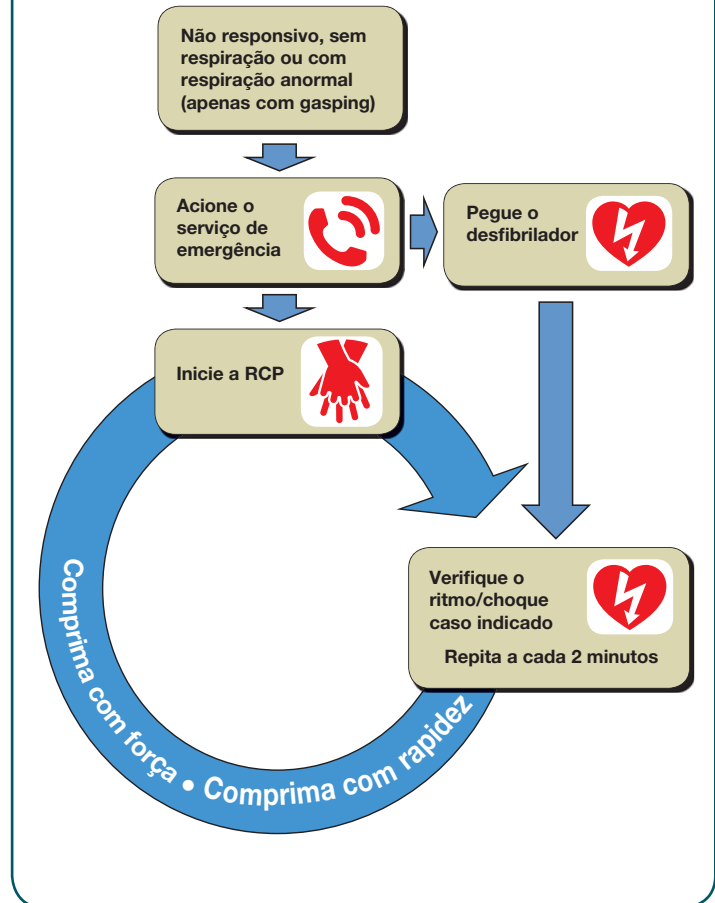 Não responsivo, sem
respiração ou com
respiração anormal
(apenas com gasping)
Acione o
serviço de
emergência
Pegue o
desfibrilador
Inicie a RCP
Verifique o
ritmo/choque
caso indicado
Repita a cada 2 minutos
Comprima com força • Comprima com rapidez